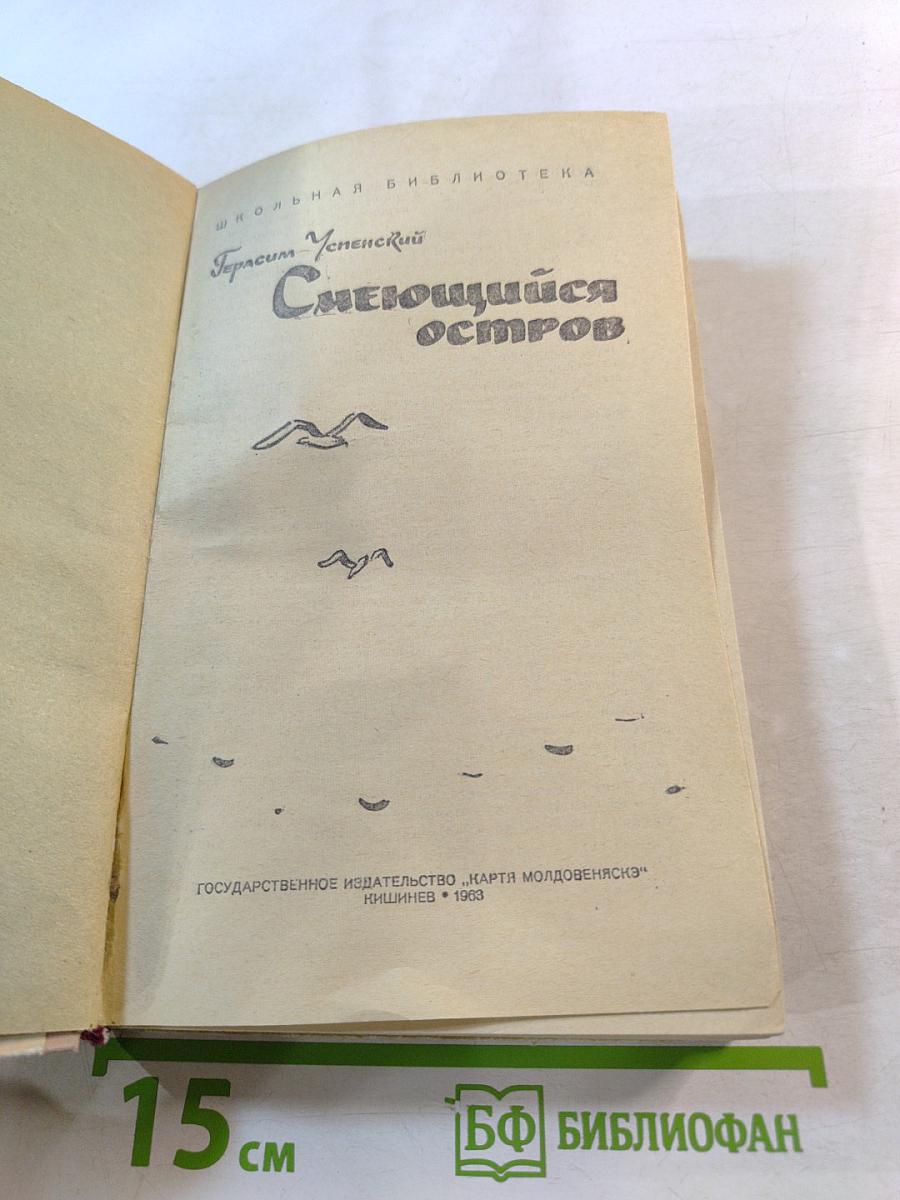 ШКОЛЬНАЯ БИБЛИОТЕКА
Герасим Успенский
Смеющийся
остров
ГОСУДАРСТВЕННОЕ ИЗДАТЕЛЬСТВО „КАРТЯ МОЛДОВЕНЯСКЭ“
КИШИНЕВ * 1963
15 см
БФ БИБЛИОФАН